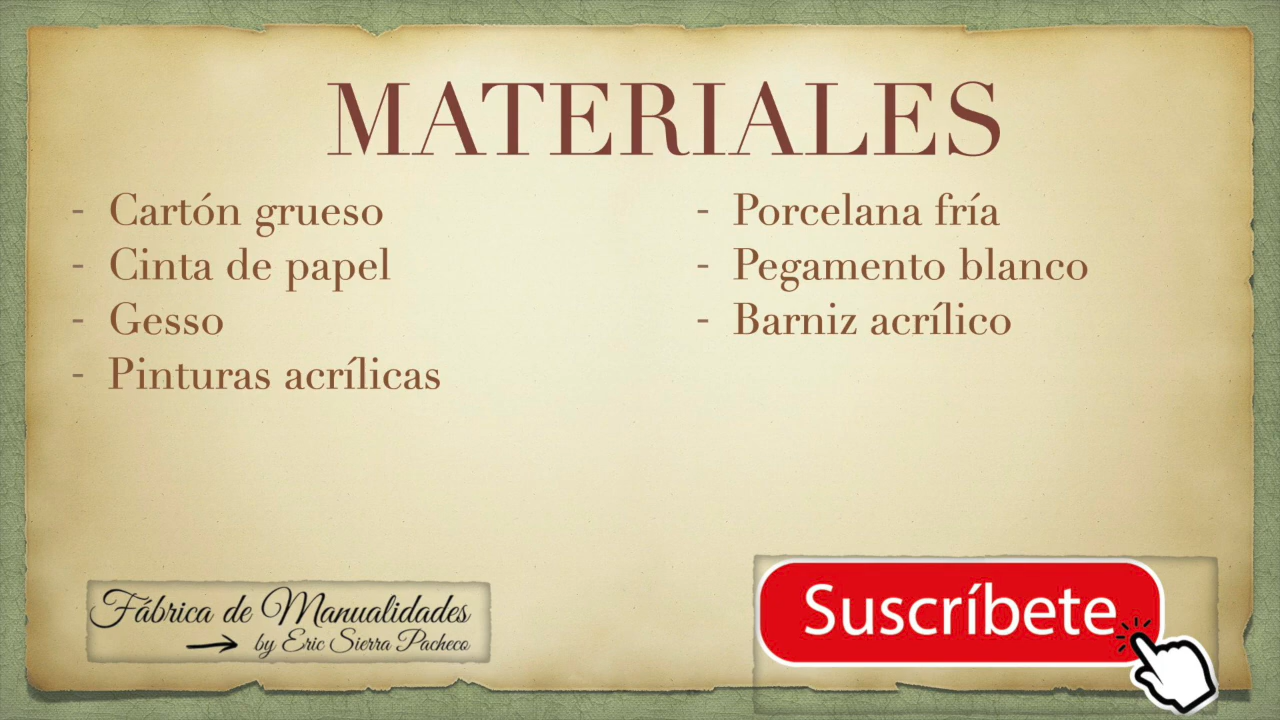 MATERIALES
- Cartón grueso
- Cinta de papel
- Gesso
- Pinturas acrílicas
- Porcelana fría
- Pegamento blanco
- Barniz acrílico
Fábrica de Manualidades
by Eric Sierra Pacheco
Suscríbete